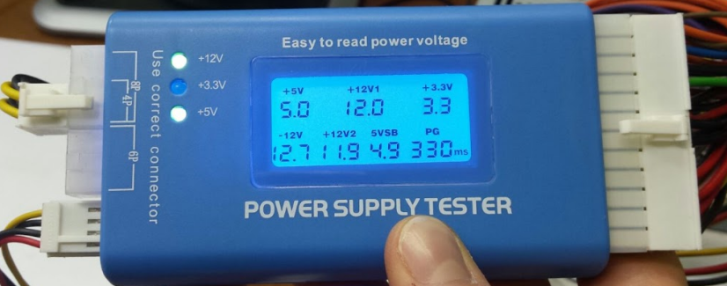 Easy to read power voltage
+12V
+3.3V
+5V
8P
4P
6P
Use correct connector
+5V +12V1 +3.3V
5.0 12.0 3.3
-12V +12V2 5VSB PG
12.7 11.9 4.9 330 ms
POWER SUPPLY TESTER